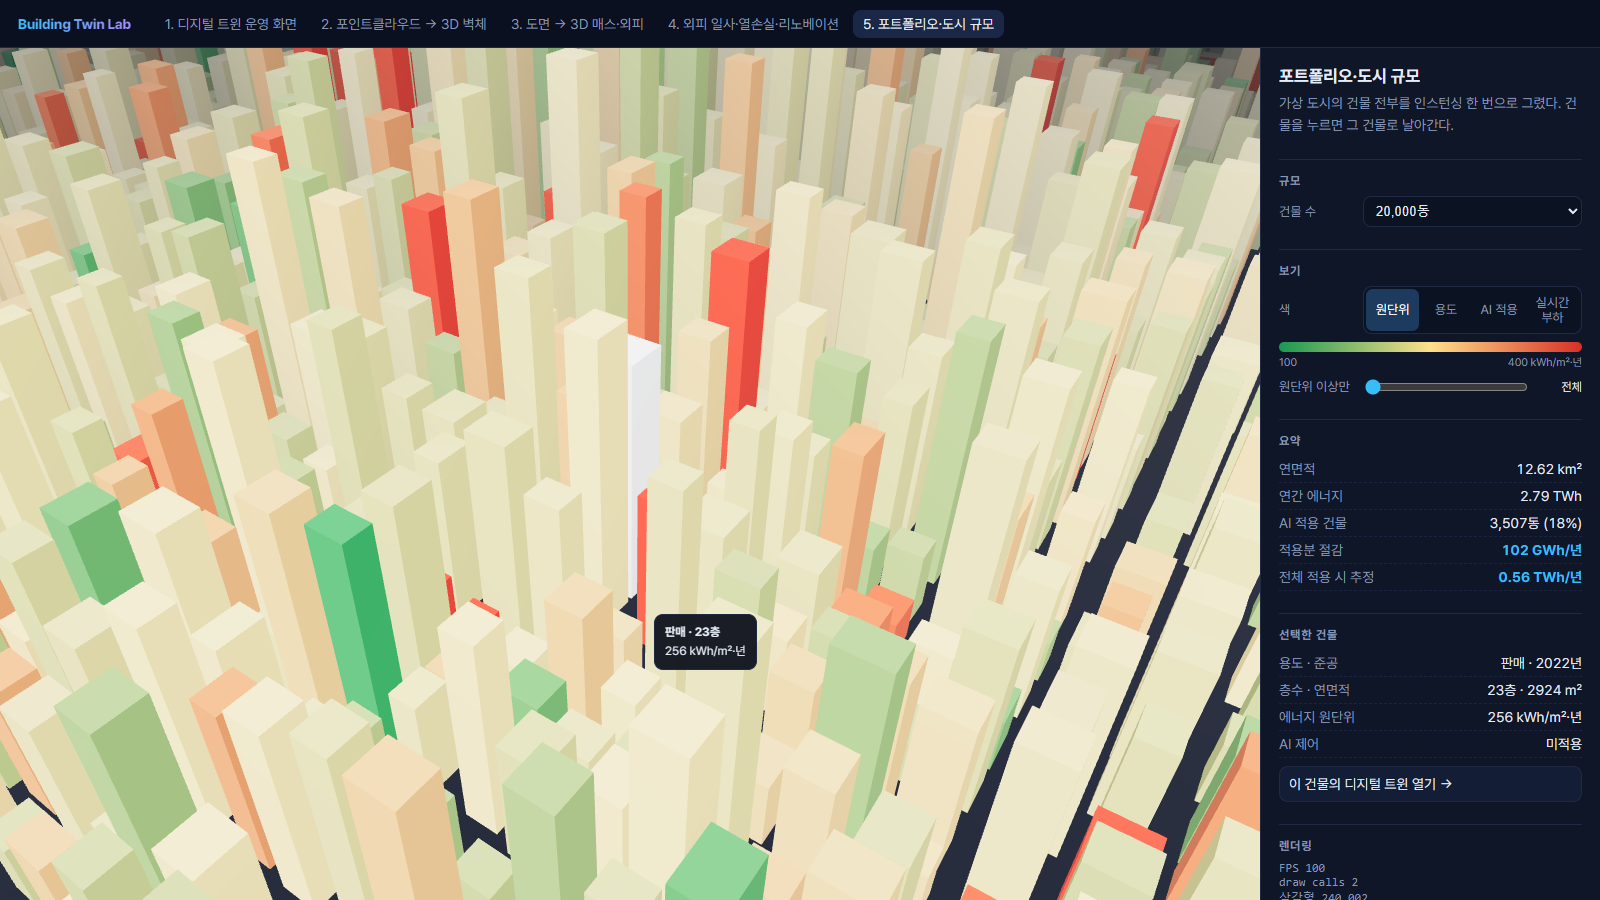 Building Twin Lab
1. 디지털 트윈 운영 화면
2. 포인트클라우드 → 3D 벽체
3. 도면 → 3D 매스·외피
4. 외피 일사·열손실·리노베이션
5. 포트폴리오·도시 규모
포트폴리오·도시 규모
가상 도시의 건물 전부를 인스턴싱 한 번으로 그렸다. 건
물을 누르면 그 건물로 날아간다.
규모
건물 수
20,000동
보기
색
원단위
용도
AI 적용
실시간
부하
100
400 kWh/m²·년
원단위 이상만
전체
요약
연면적
12.62 km²
연간 에너지
2.79 TWh
AI 적용 건물
3,507동 (18%)
적용분 절감
102 GWh/년
전체 적용 시 추정
0.56 TWh/년
판매 · 23층
256 kWh/m²·년
선택한 건물
용도 · 준공
판매 · 2022년
층수 · 연면적
23층 · 2924 m²
에너지 원단위
256 kWh/m²·년
AI 제어
미적용
이 건물의 디지털 트윈 열기 →
렌더링
FPS 100
draw calls 2
삼각형 240,002